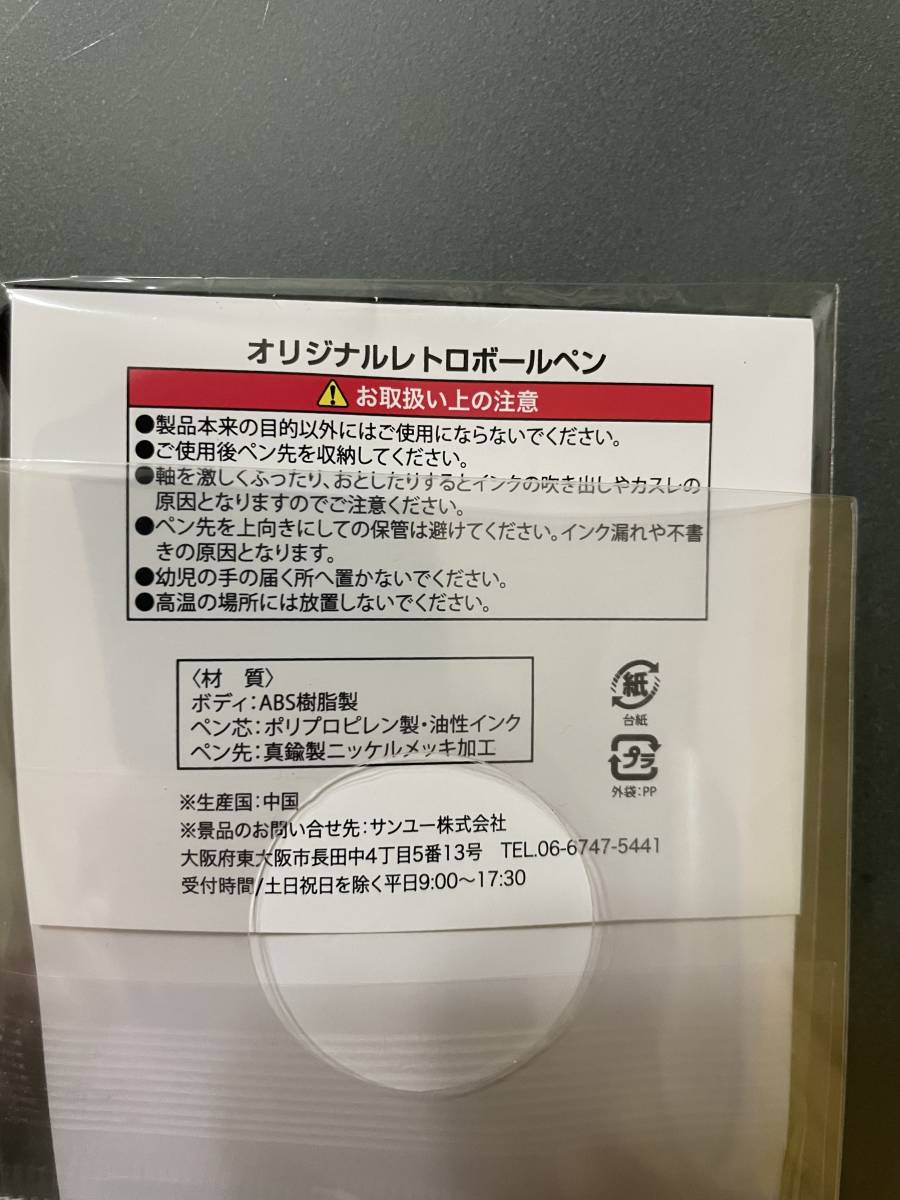 オリジナルレトロボールペン
お取扱い上の注意
●製品本来の目的以外にはご使用にならないでください。
●ご使用後ペン先を収納してください。
●軸を激しくふったり、おとしたりするとインクの吹き出しやカスレの
原因となりますのでご注意ください。
●ペン先を上向きにしての保管は避けてください。インク漏れや不書
きの原因となります。
●幼児の手の届く所へ置かないでください。
●高温の場所には放置しないでください。
〈材　質〉
ボディ:ABS樹脂製
ペン芯:ポリプロピレン製・油性インク
ペン先:真鍮製ニッケルメッキ加工
紙
台紙
プラ
外袋:PP
※生産国:中国
※景品のお問い合せ先:サンユー株式会社
大阪府東大阪市長田中4丁目5番13号　TEL.06-6747-5441
受付時間/土日祝日を除く平日9:00〜17:30